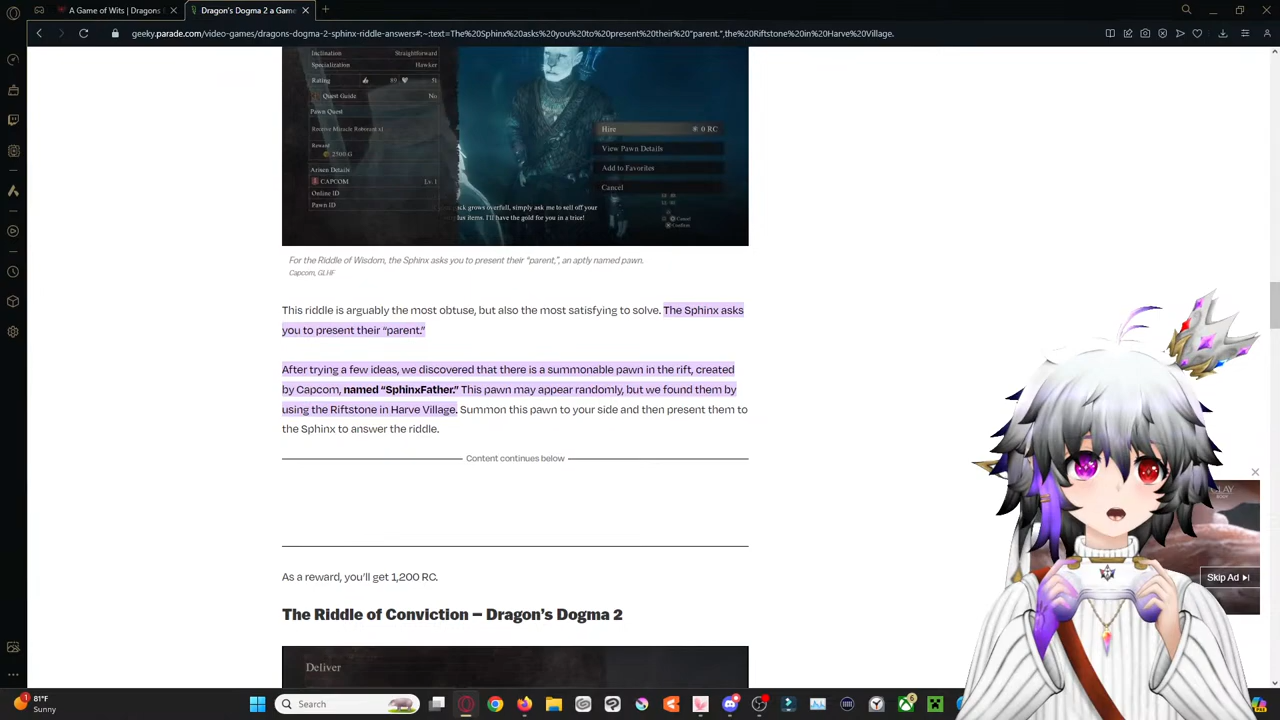 A Game of Wits | Dragons
Dragon's Dogma 2
geeky.parade.com/video-games/dragons-dogma-2-sphinx-riddle-answers#:~:text=The%20Sphinx%20asks%20you%20to%20present%20their%20"parent.",the%20Riftstone%20in%20Harve%20Village.
Inclination Straightforward
Specialization Hawker
Rating 89 51
Quest Guide No
Pawn Quest
Reward
2500 G
Arisen Details
CAPCOM Lv. 1
Online ID
Pawn ID
Hire 0 RC
View Pawn Details
Add to Favorites
Cancel
ck grows overfull, simply ask me to sell off your
lus items. I'll have the gold for you in a trice!
Cancel
Confirm
For the Riddle of Wisdom, the Sphinx asks you to present their “parent,”, an aptly named pawn.
Capcom, GLHF
This riddle is arguably the most obtuse, but also the most satisfying to solve. The Sphinx asks
you to present their “parent.”
After trying a few ideas, we discovered that there is a summonable pawn in the rift, created
by Capcom, named “SphinxFather.” This pawn may appear randomly, but we found them by
using the Riftstone in Harve Village. Summon this pawn to your side and then present them to
the Sphinx to answer the riddle.
Content continues below
As a reward, you’ll get 1,200 RC.
The Riddle of Conviction – Dragon’s Dogma 2
Deliver
Skip Ad
1
81°F
Sunny
Search
6